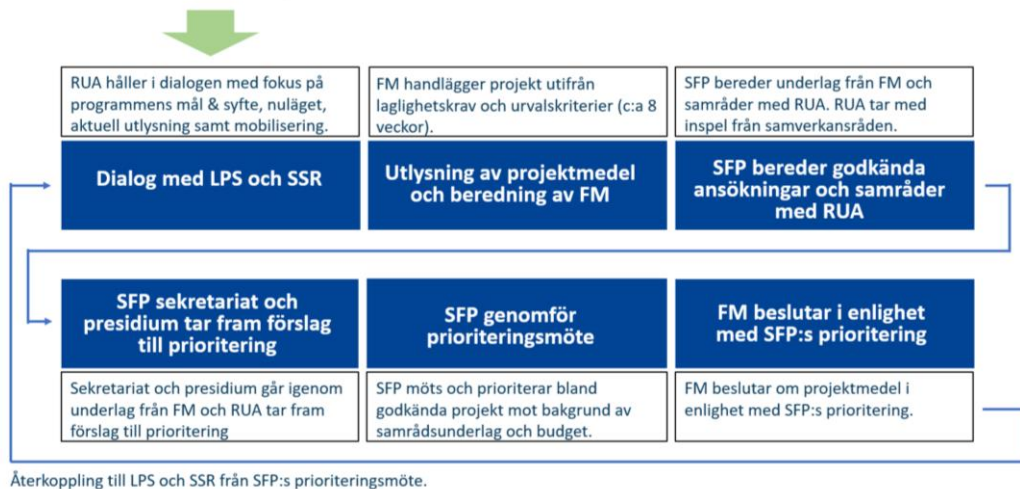 RUA håller i dialogen med fokus på
programmens mål & syfte, nuläget,
aktuell utlysning samt mobilisering.
FM handlägger projekt utifrån
laglighetskrav och urvalskriterier (c:a 8
veckor).
SFP bereder underlag från FM och
samråder med RUA. RUA tar med
inspel från samverkansråden.
Dialog med LPS och SSR
Utlysning av projektmedel
och beredning av FM
SFP bereder godkända
ansökningar och samråder
med RUA
SFP sekretariat och
presidium tar fram förslag
till prioritering
SFP genomför
prioriteringsmöte
FM beslutar i enlighet
med SFP:s prioritering
Sekretariat och presidium går igenom
underlag från FM och RUA tar fram
förslag till prioritering
SFP möts och prioriterar bland
godkända projekt mot bakgrund av
samrådsunderlag och budget.
FM beslutar om projektmedel i
enlighet med SFP:s prioritering.
Återkoppling till LPS och SSR från SFP:s prioriteringsmöte.